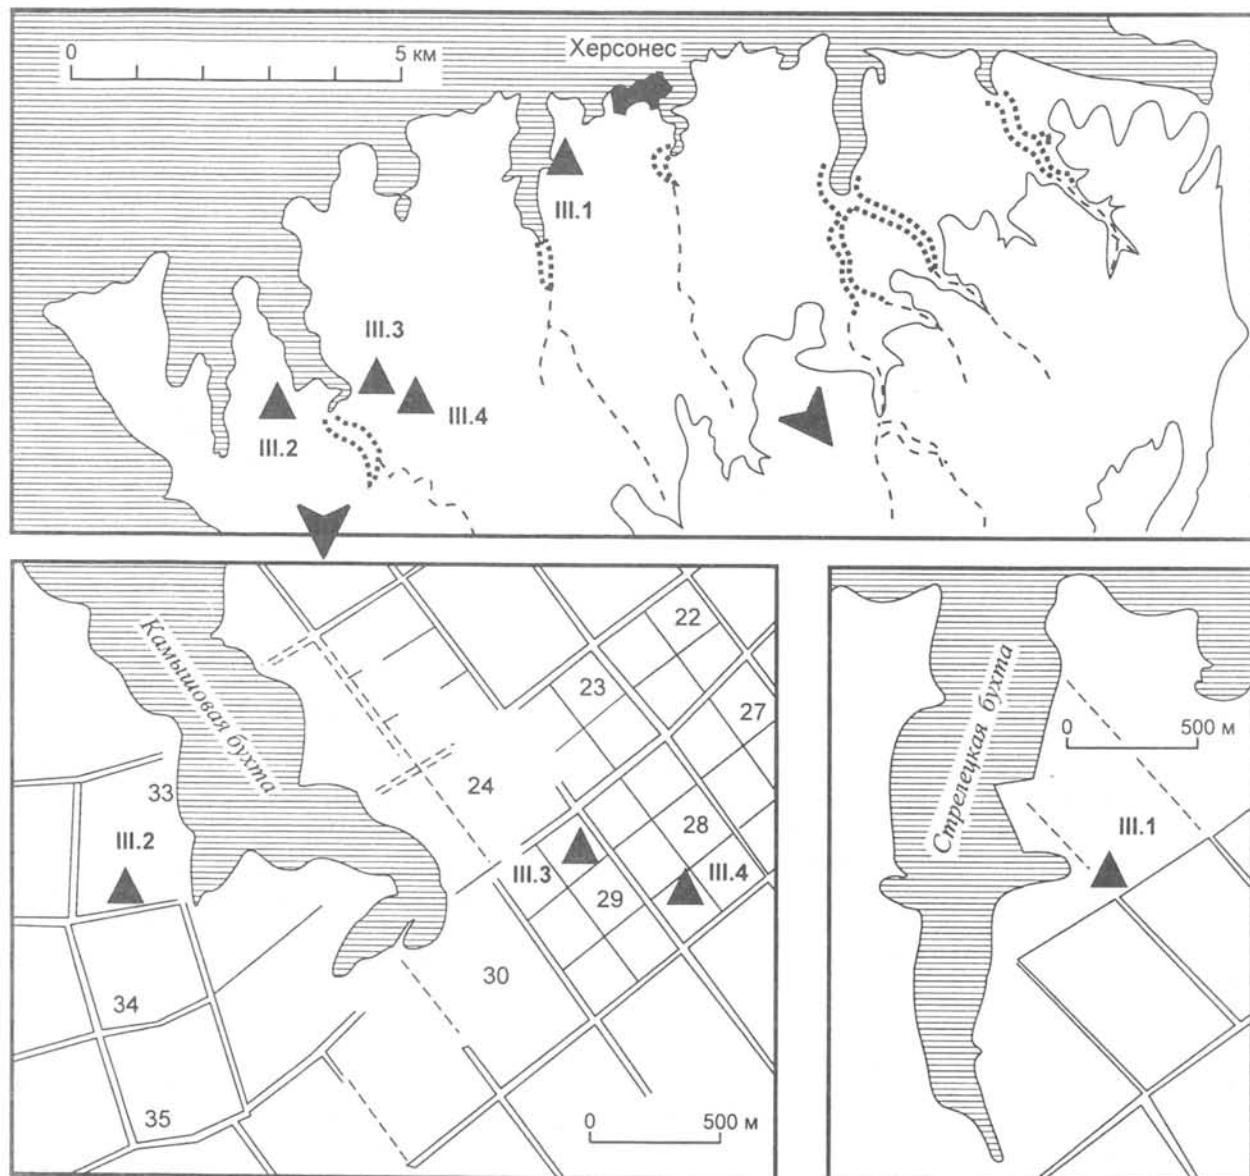 0 5 км
Херсонес
III.1
III.3
III.4
III.2
Камышовая бухта
22
23
27
24
33
28
III.2
III.3
III.4
29
30
34
35
0 500 м
Стрелецкая бухта
0 500 м
III.1